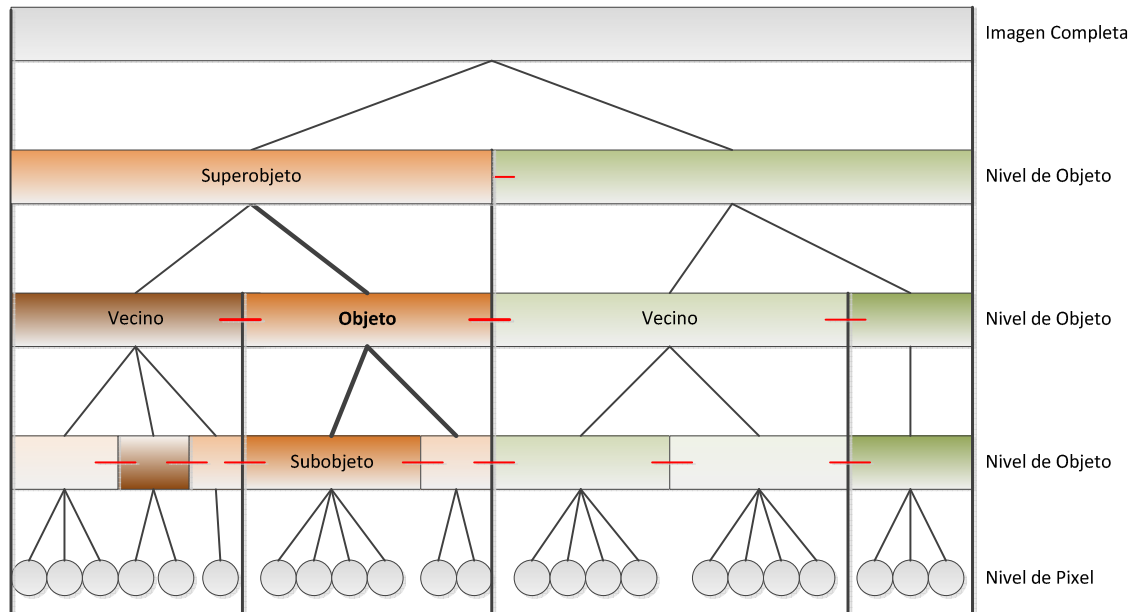 Imagen Completa
Superobjeto
Nivel de Objeto
Vecino
Objeto
Vecino
Nivel de Objeto
Subobjeto
Nivel de Objeto
Nivel de Pixel